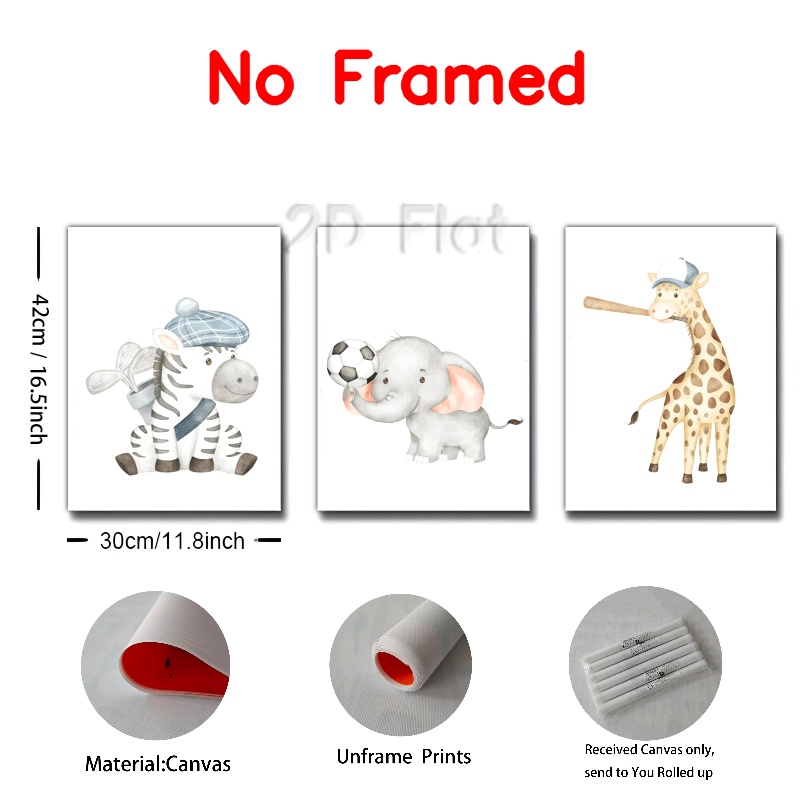 No Framed
2D Flat
42cm / 16.5inch
30cm/11.8inch
Material:Canvas
Unframe Prints
Received Canvas only,
send to You Rolled up